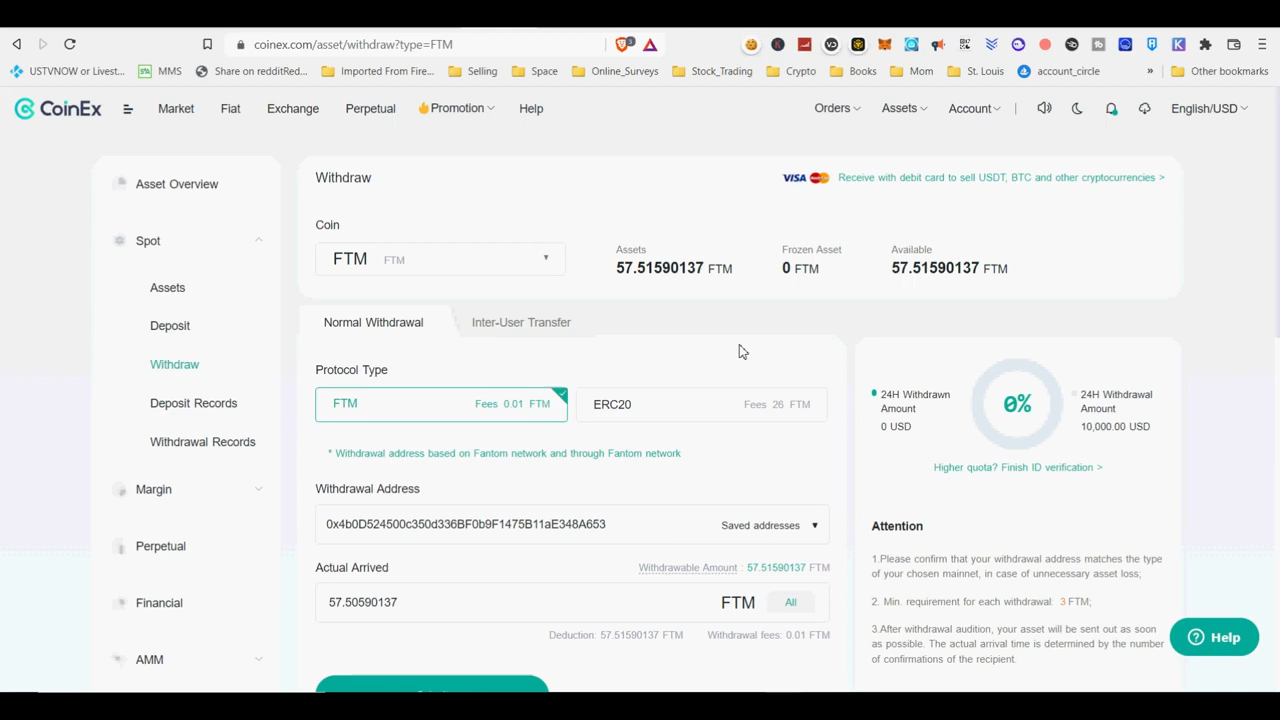 coinex.com/asset/withdraw?type=FTM
3
USTVNOW or Livest...
MMS
Share on redditRed...
Imported From Fire...
Selling
Space
Online_Surveys
Stock_Trading
Crypto
Books
Mom
St. Louis
account_circle
»
Other bookmarks
CoinEx
Market
Fiat
Exchange
Perpetual
Promotion
Help
Orders
Assets
Account
English/USD
Asset Overview
Spot
Assets
Deposit
Withdraw
Deposit Records
Withdrawal Records
Margin
Perpetual
Financial
AMM
Withdraw
VISA
Receive with debit card to sell USDT, BTC and other cryptocurrencies >
Coin
FTM FTM
Assets
57.51590137 FTM
Frozen Asset
0 FTM
Available
57.51590137 FTM
Normal Withdrawal
Inter-User Transfer
Protocol Type
FTM Fees 0.01 FTM
ERC20 Fees 26 FTM
* Withdrawal address based on Fantom network and through Fantom network
Withdrawal Address
0x4b0D524500c350d336BF0b9F1475B11aE348A653 Saved addresses
Actual Arrived
Withdrawable Amount : 57.51590137 FTM
57.50590137 FTM All
Deduction: 57.51590137 FTM Withdrawal fees: 0.01 FTM
24H Withdrawn
Amount
0 USD
0%
24H Withdrawal
Amount
10,000.00 USD
Higher quota? Finish ID verification >
Attention
1.Please confirm that your withdrawal address matches the type
of your chosen mainnet, in case of unnecessary asset loss;
2. Min. requirement for each withdrawal: 3 FTM;
3.After withdrawal audition, your asset will be sent out as soon
as possible. The actual arrival time is determined by the number
of confirmations of the recipient.
Help